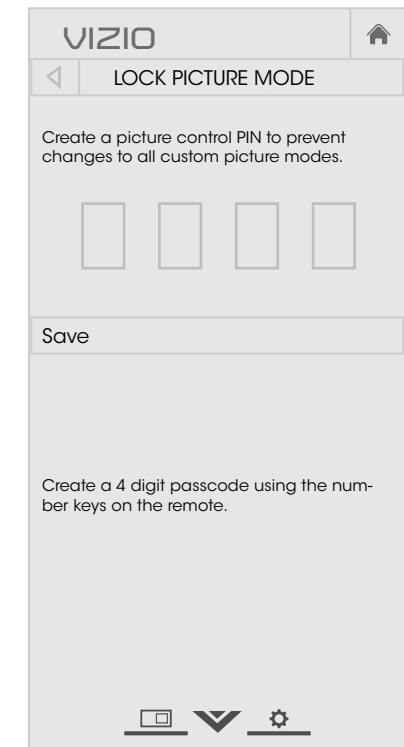 VIZIO
LOCK PICTURE MODE
Create a picture control PIN to prevent
changes to all custom picture modes.
Save
Create a 4 digit passcode using the num-
ber keys on the remote.